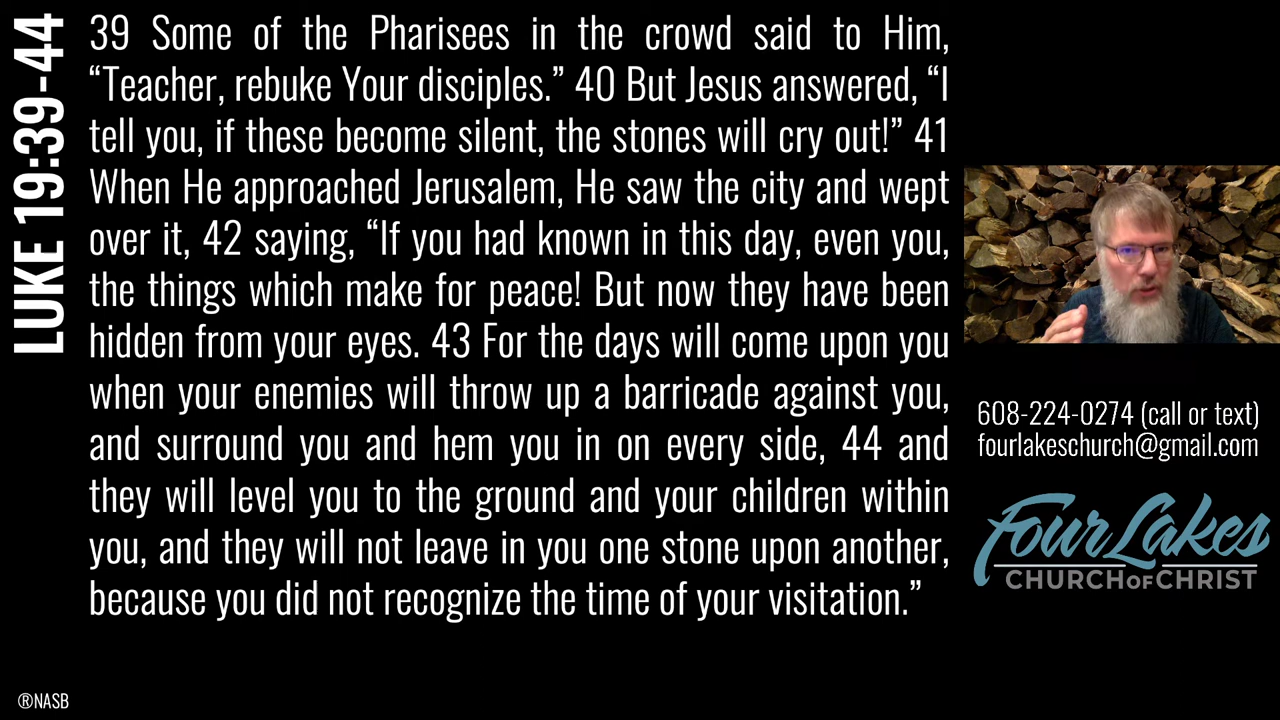 LUKE 19:39-44
39 Some of the Pharisees in the crowd said to Him,
“Teacher, rebuke Your disciples.” 40 But Jesus answered, “I
tell you, if these become silent, the stones will cry out!” 41
When He approached Jerusalem, He saw the city and wept
over it, 42 saying, “If you had known in this day, even you,
the things which make for peace! But now they have been
hidden from your eyes. 43 For the days will come upon you
when your enemies will throw up a barricade against you,
and surround you and hem you in on every side, 44 and
they will level you to the ground and your children within
you, and they will not leave in you one stone upon another,
because you did not recognize the time of your visitation.”
608-224-0274 (call or text)
fourlakeschurch@gmail.com
Four Lakes
CHURCH OF CHRIST
®NASB